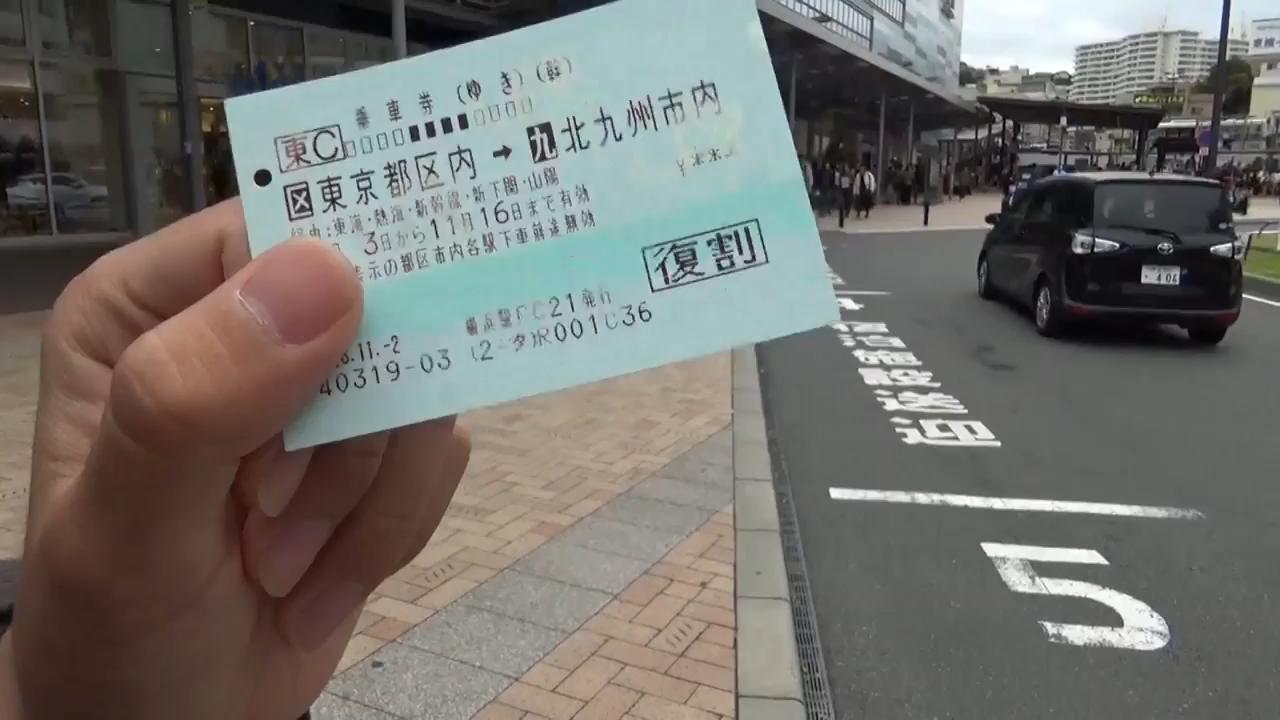 乗車券 (ゆき) (幹)
東C
区東京都区内 → 九北九州市内
経由:東海・熱海・新幹線・新下関・山陽
3日から11月16日まで有効
表示の都区市内各駅下車前途無効
復割
横浜駅FC21発行
11.-2
40319-03
5
406